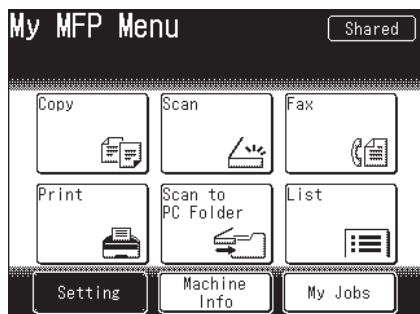 My MFP Menu
Shared
Copy
Scan
Fax
Print
Scan to
PC Folder
List
Setting
Machine
Info
My Jobs